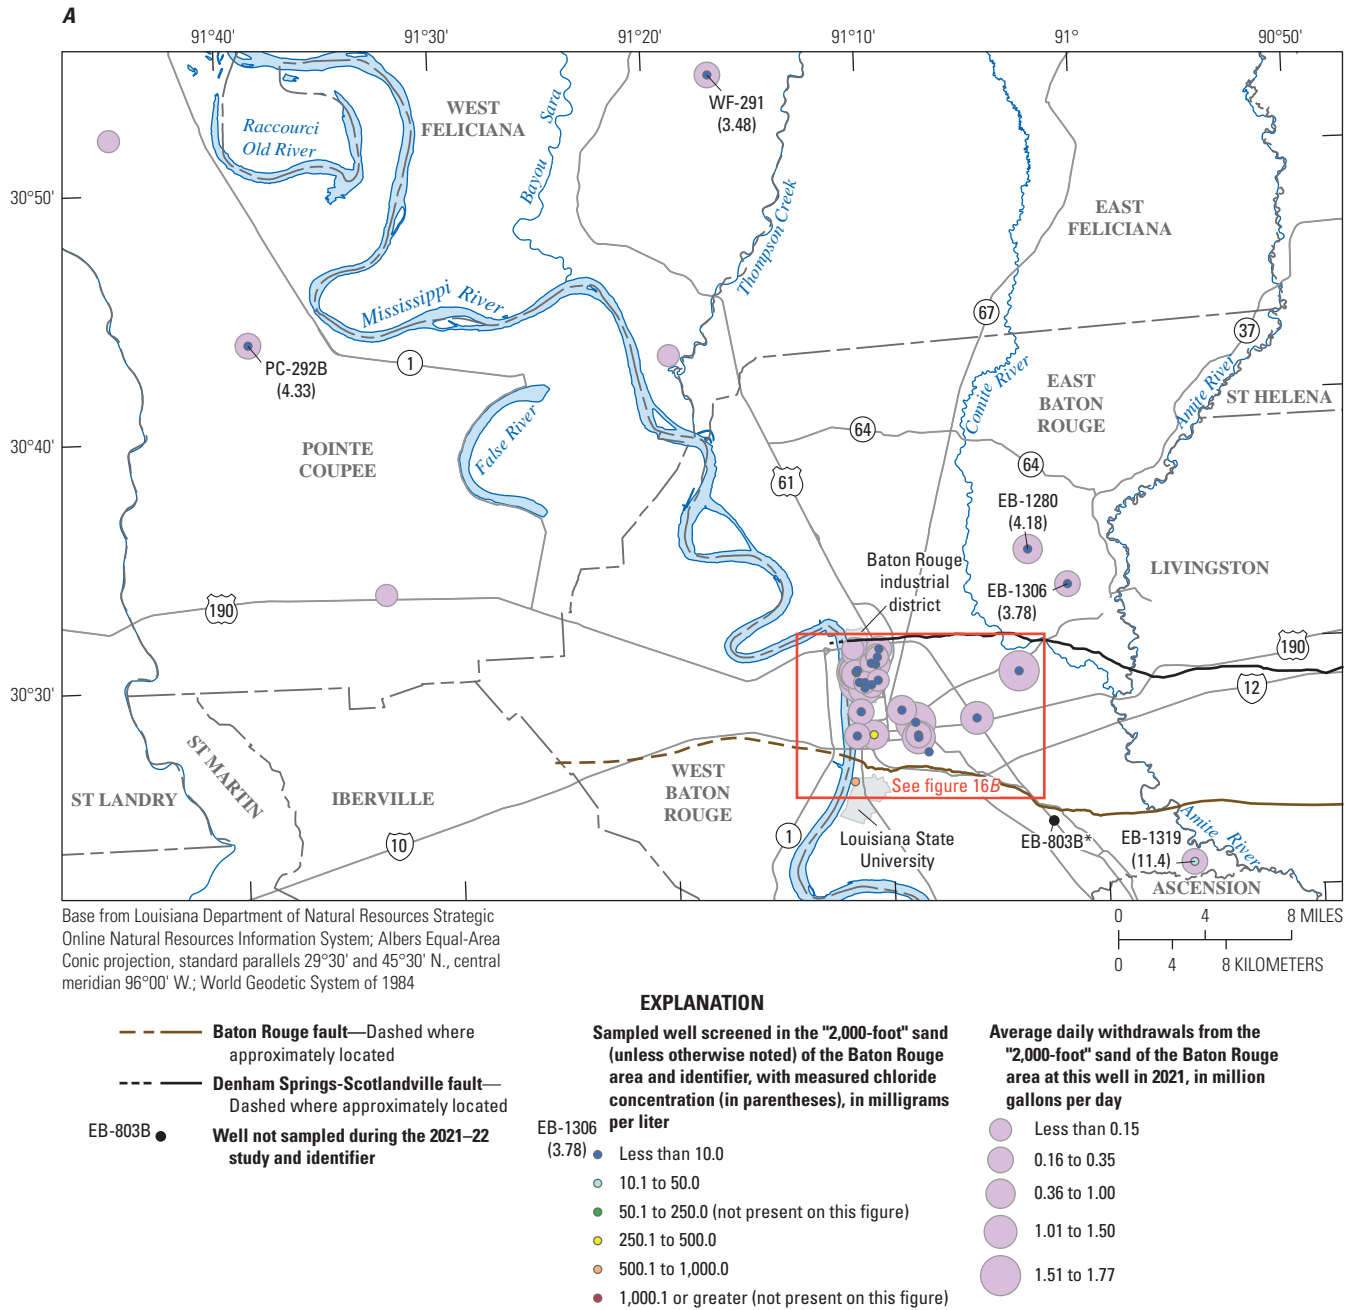 A
91°40'
91°30'
91°20'
91°10'
91°
90°50'
30°50'
30°40'
30°30'
WEST
FELICIANA
Raccourci
Old River
Bayou Sara
WF-291
(3.48)
Thompson Creek
EAST
FELICIANA
Mississippi River
67
37
PC-292B
(4.33)
1
False River
Comite River
EAST
BATON
ROUGE
Amite River
ST HELENA
POINTE
COUPEE
64
64
61
EB-1280
(4.18)
Baton Rouge
industrial
district
EB-1306
(3.78)
LIVINGSTON
190
190
12
ST MARTIN
ST LANDRY
IBERVILLE
WEST
BATON
ROUGE
See figure 16B
10
1
Louisiana State
University
EB-803B*
EB-1319
(11.4)
Amite River
ASCENSION
Base from Louisiana Department of Natural Resources Strategic
Online Natural Resources Information System; Albers Equal-Area
Conic projection, standard parallels 29°30' and 45°30' N., central
meridian 96°00' W.; World Geodetic System of 1984
0 4 8 MILES
0 4 8 KILOMETERS
EXPLANATION
Baton Rouge fault—Dashed where
approximately located
Denham Springs-Scotlandville fault—
Dashed where approximately located
EB-803B
Well not sampled during the 2021–22
study and identifier
Sampled well screened in the "2,000-foot" sand
(unless otherwise noted) of the Baton Rouge
area and identifier, with measured chloride
concentration (in parentheses), in milligrams
per liter
EB-1306
(3.78)
Less than 10.0
10.1 to 50.0
50.1 to 250.0 (not present on this figure)
250.1 to 500.0
500.1 to 1,000.0
1,000.1 or greater (not present on this figure)
Average daily withdrawals from the
"2,000-foot" sand of the Baton Rouge
area at this well in 2021, in million
gallons per day
Less than 0.15
0.16 to 0.35
0.36 to 1.00
1.01 to 1.50
1.51 to 1.77